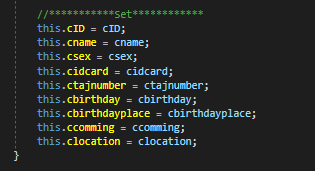 //***********Set************
this.cID = cID;
this.cname = cname;
this.csex = csex;
this.cidcard = cidcard;
this.ctajnumber = ctajnumber;
this.cbirthday = cbirthday;
this.cbirthdayplace = cbirthdayplace;
this.ccomming = ccomming;
this.clocation = clocation;
}